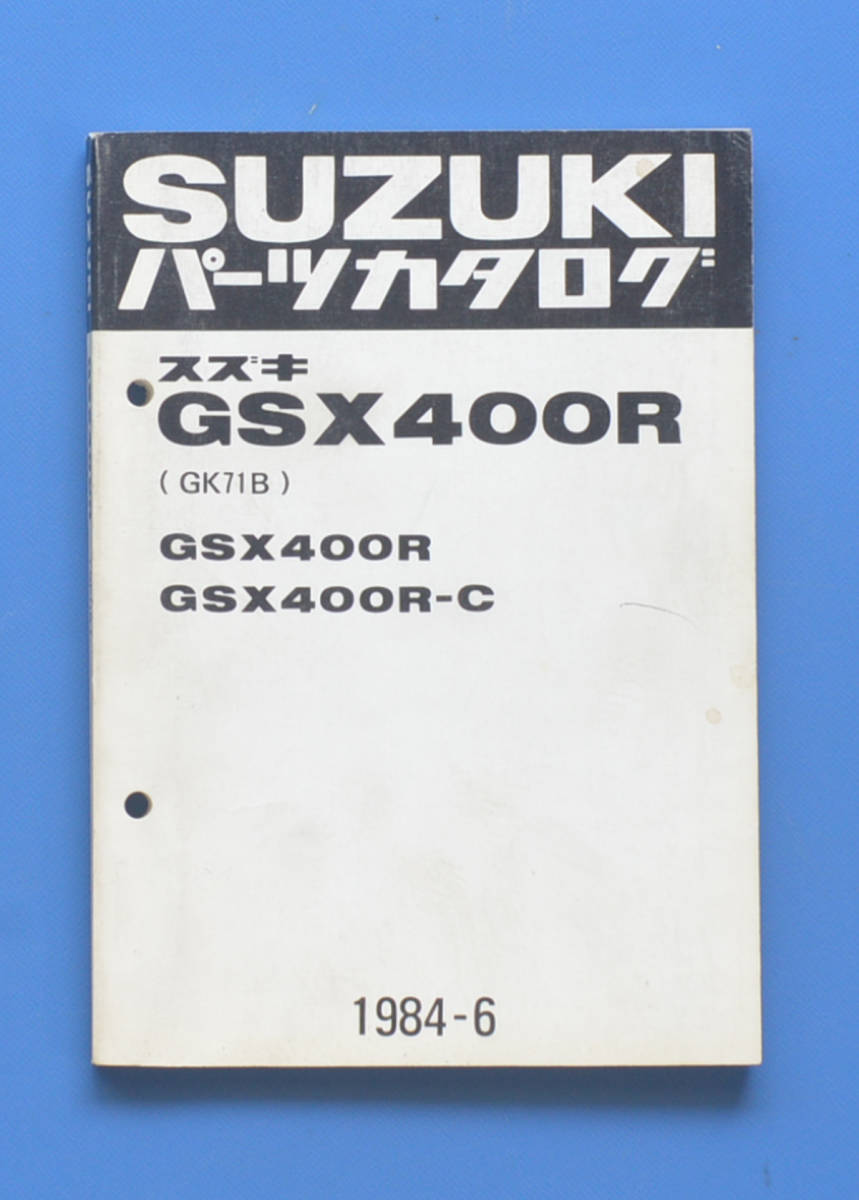 SUZUKI
パーツカタログ
スズキ
GSX400R
( GK71B )
GSX400R
GSX400R-C
1984-6